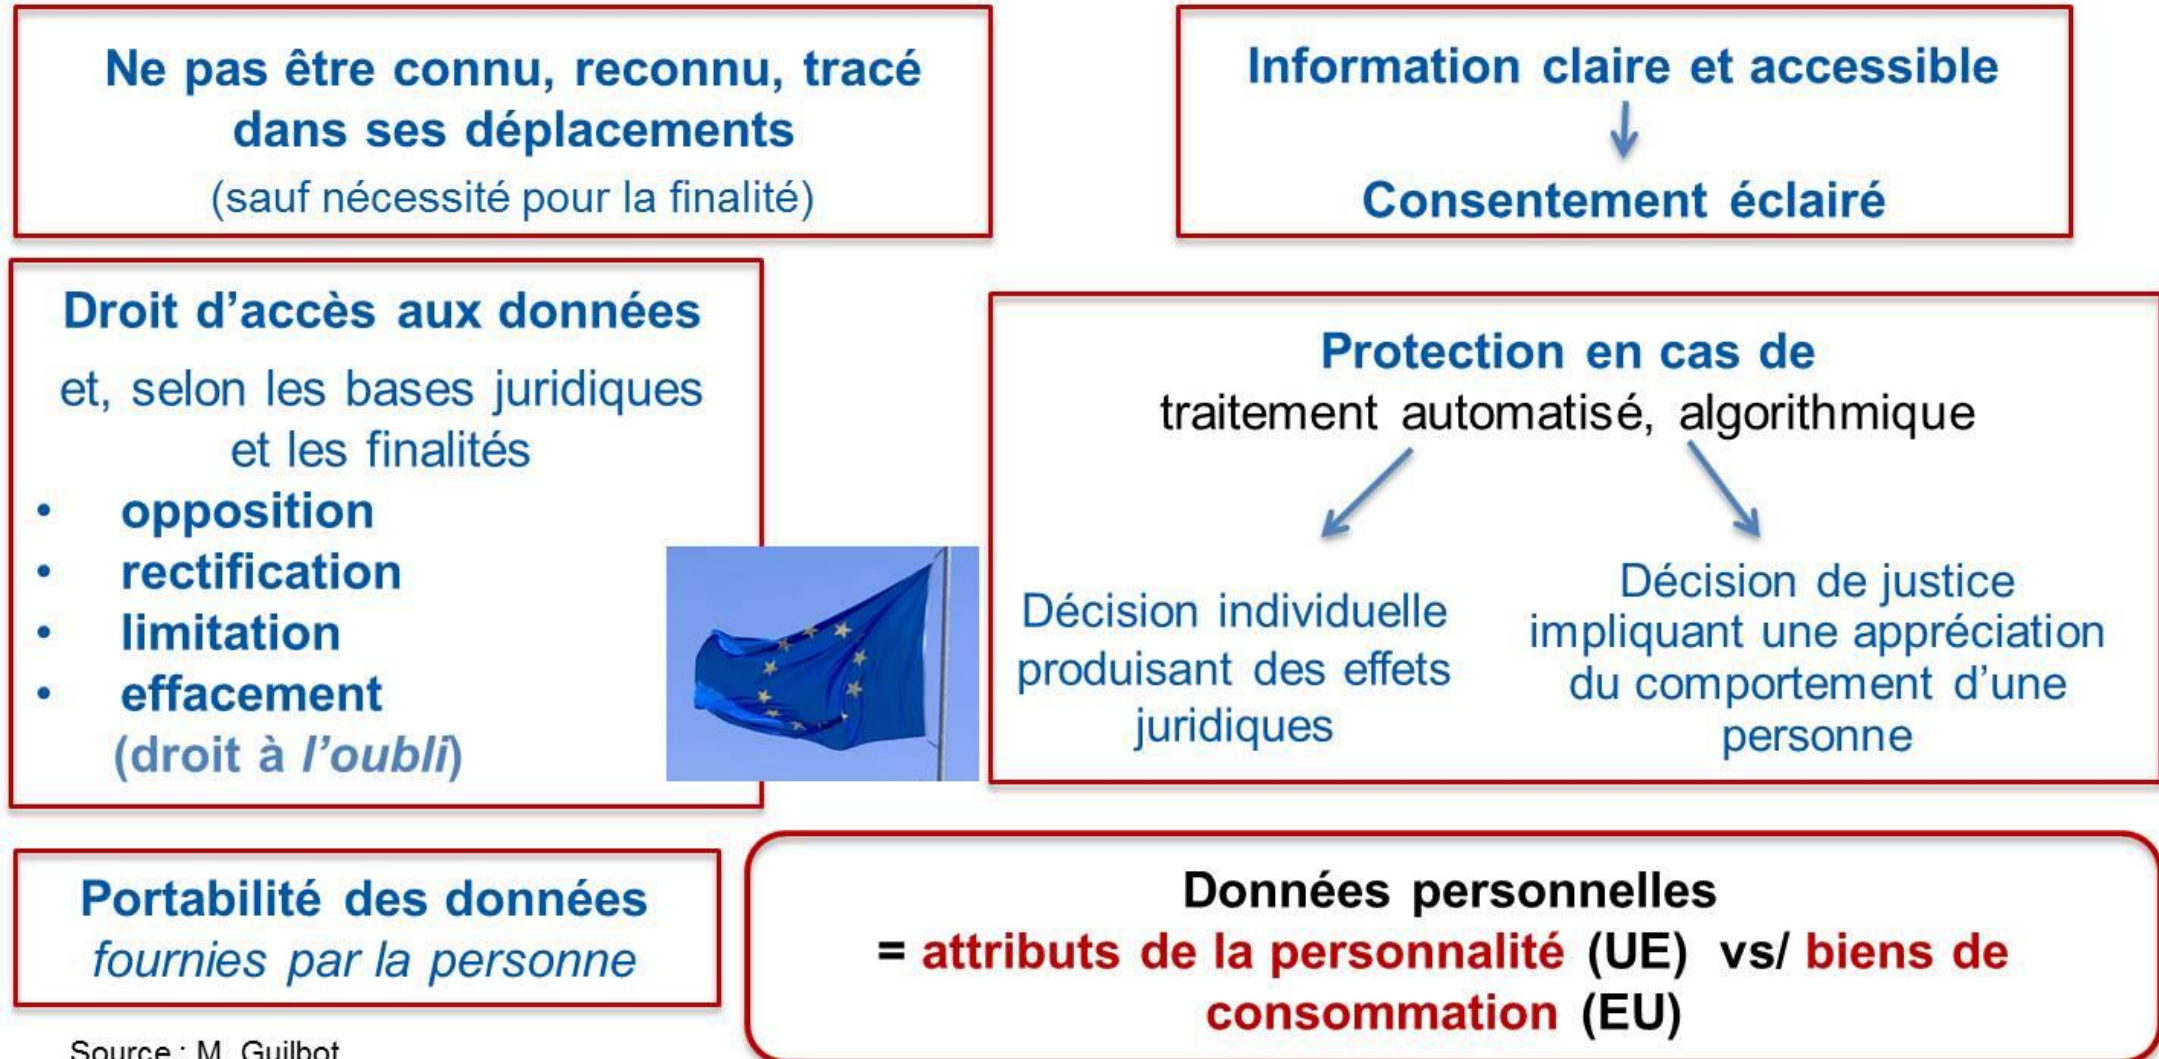 Ne pas être connu, reconnu, tracé
dans ses déplacements
(sauf nécessité pour la finalité)
Information claire et accessible
Consentement éclairé
Droit d’accès aux données
et, selon les bases juridiques
et les finalités
• opposition
• rectification
• limitation
• effacement
(droit à l’oubli)
Protection en cas de
traitement automatisé, algorithmique
Décision individuelle
produisant des effets
juridiques
Décision de justice
impliquant une appréciation
du comportement d’une
personne
Portabilité des données
fournies par la personne
Données personnelles
= attributs de la personnalité (UE) vs/ biens de
consommation (EU)
Source : M. Guilbot